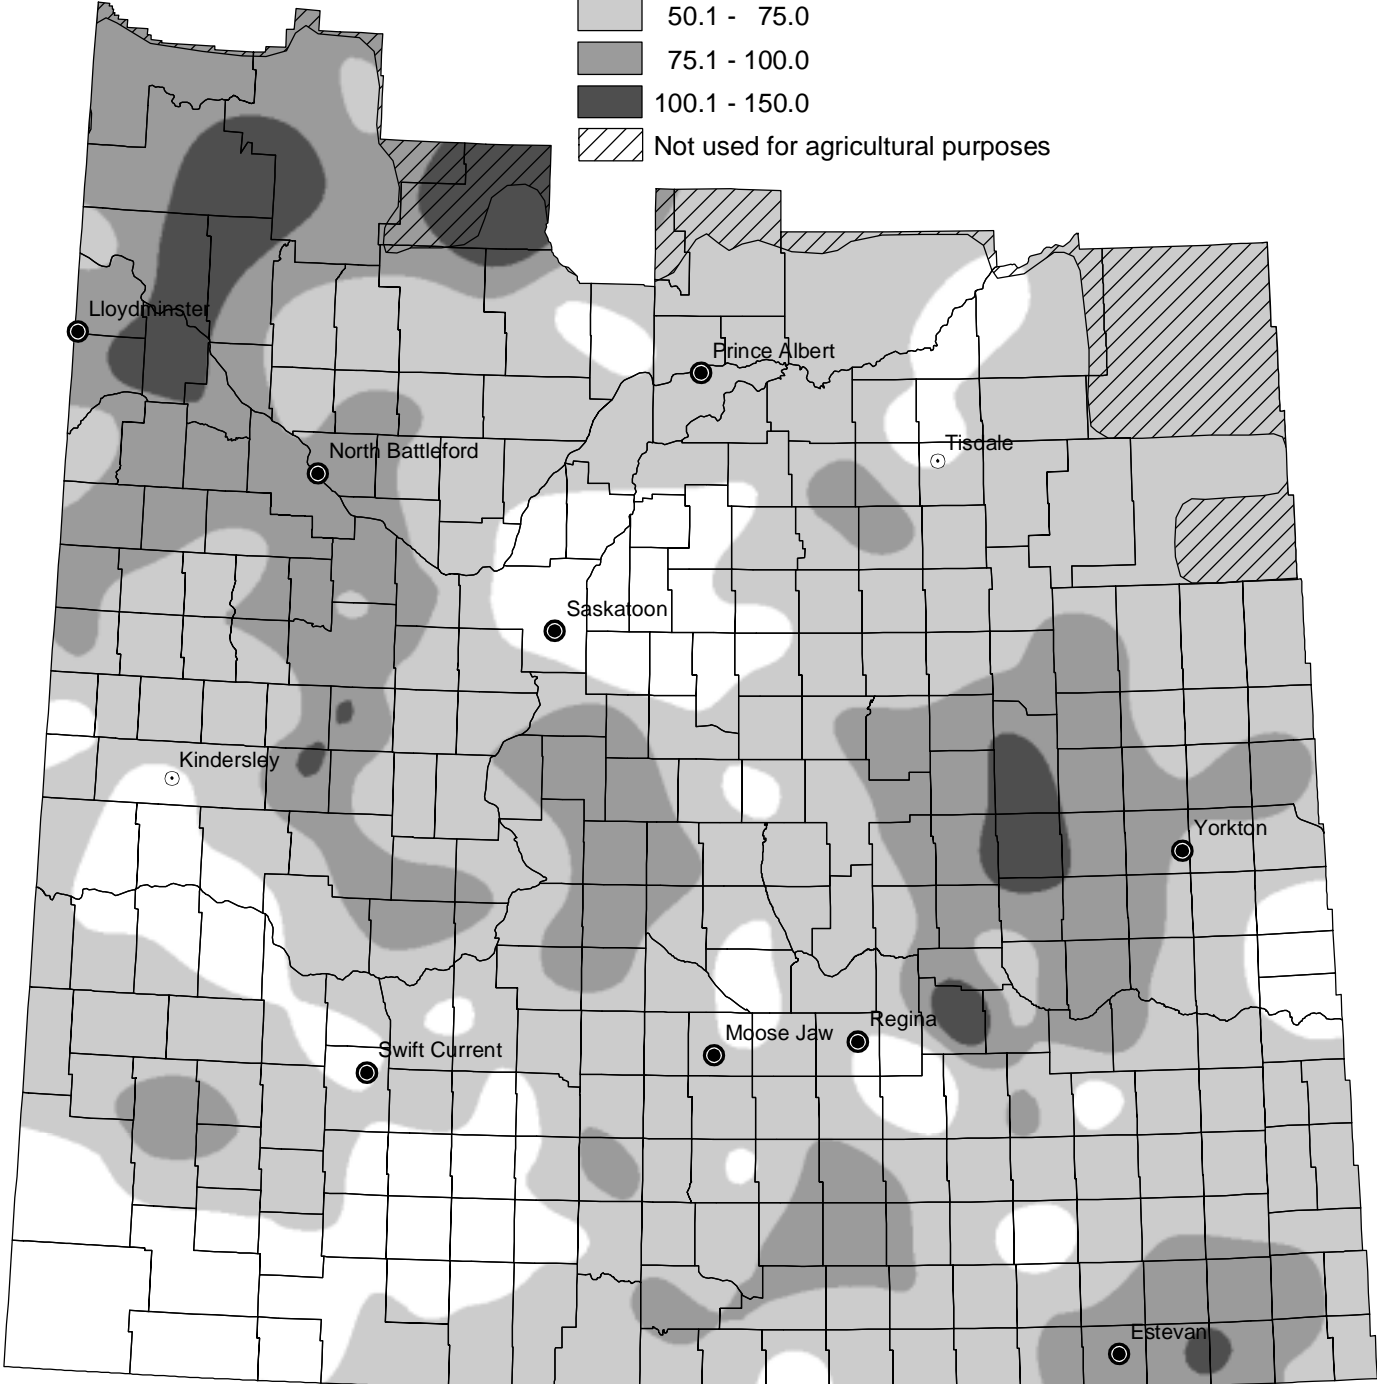 50.1 - 75.0
75.1 - 100.0
100.1 - 150.0
Not used for agricultural purposes
Lloydminster
Prince Albert
North Battleford
Tisdale
Saskatoon
Kindersley
Yorkton
Regina
Moose Jaw
Swift Current
Estevan